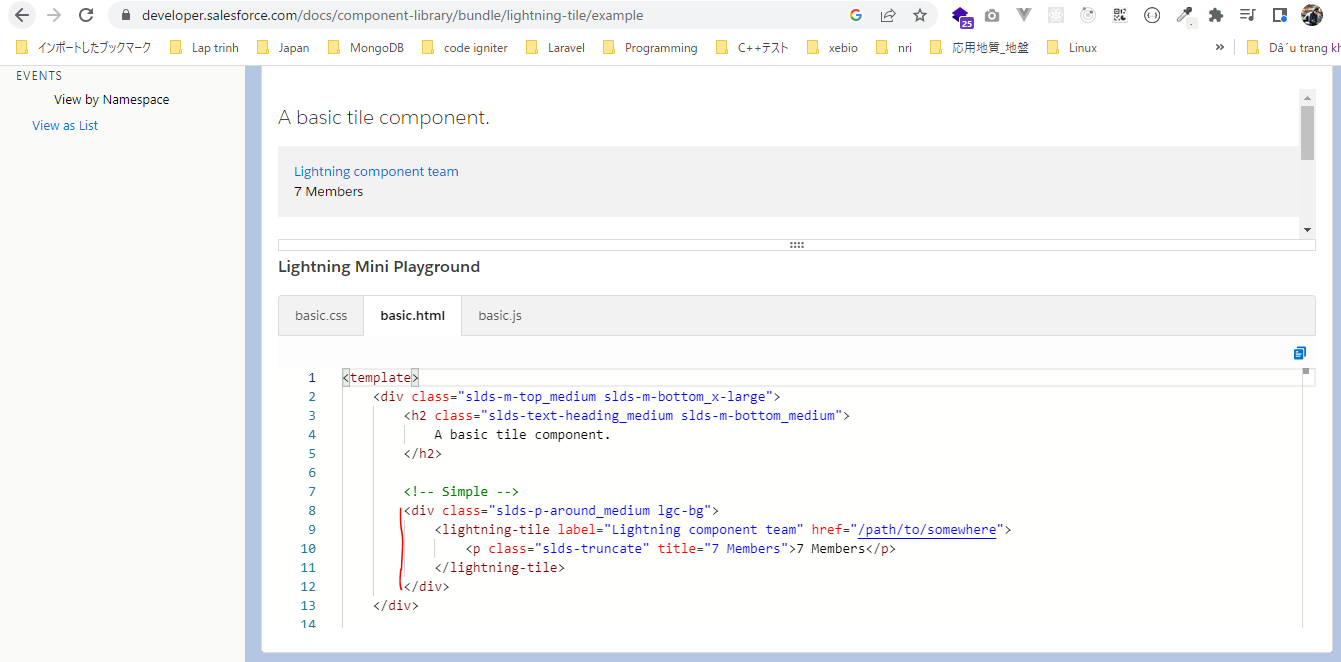 developer.salesforce.com/docs/component-library/bundle/lightning-tile/example
25
インポートしたブックマーク Lap trinh Japan MongoDB code igniter Laravel Programming C++テスト xebio nri 応用地質_地盤 Linux » Dấu trang kh
EVENTS
View by Namespace
View as List
A basic tile component.
Lightning component team
7 Members
Lightning Mini Playground
basic.css basic.html basic.js
1 <template>
2 <div class="slds-m-top_medium slds-m-bottom_x-large">
3 <h2 class="slds-text-heading_medium slds-m-bottom_medium">
4 A basic tile component.
5 </h2>
6
7 <!-- Simple -->
8 <div class="slds-p-around_medium lgc-bg">
9 <lightning-tile label="Lightning component team" href="/path/to/somewhere">
10 <p class="slds-truncate" title="7 Members">7 Members</p>
11 </lightning-tile>
12 </div>
13 </div>
14